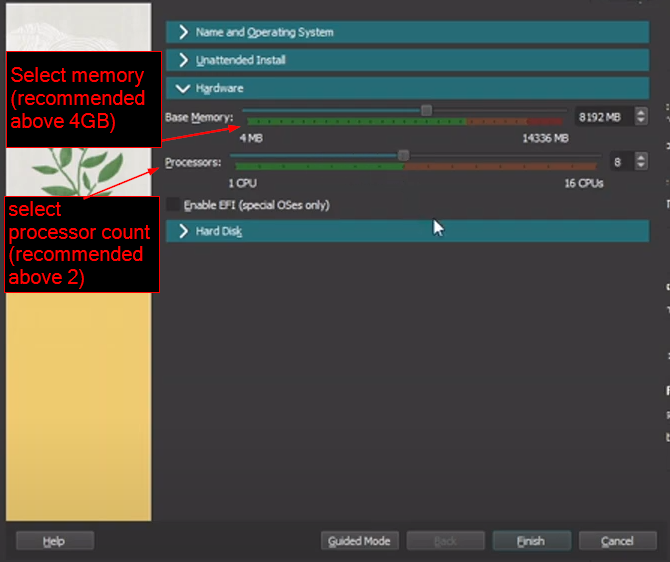 Name and Operating System
Unattended Install
Hardware
Select memory
(recommended
above 4GB)
Base Memory:
8192 MB
4 MB
14336 MB
Processors:
8
1 CPU
16 CPUs
select
processor count
(recommended
above 2)
Enable EFI (special OSes only)
Hard Disk
Help
Guided Mode
Back
Finish
Cancel